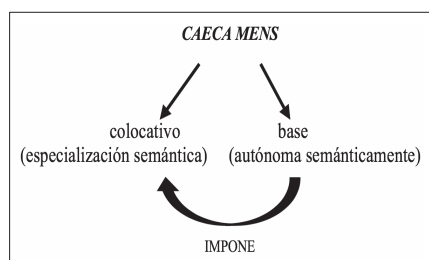 CAECA MENS
colocativo base
(especialización semántica) (autónoma semánticamente)
IMPONE